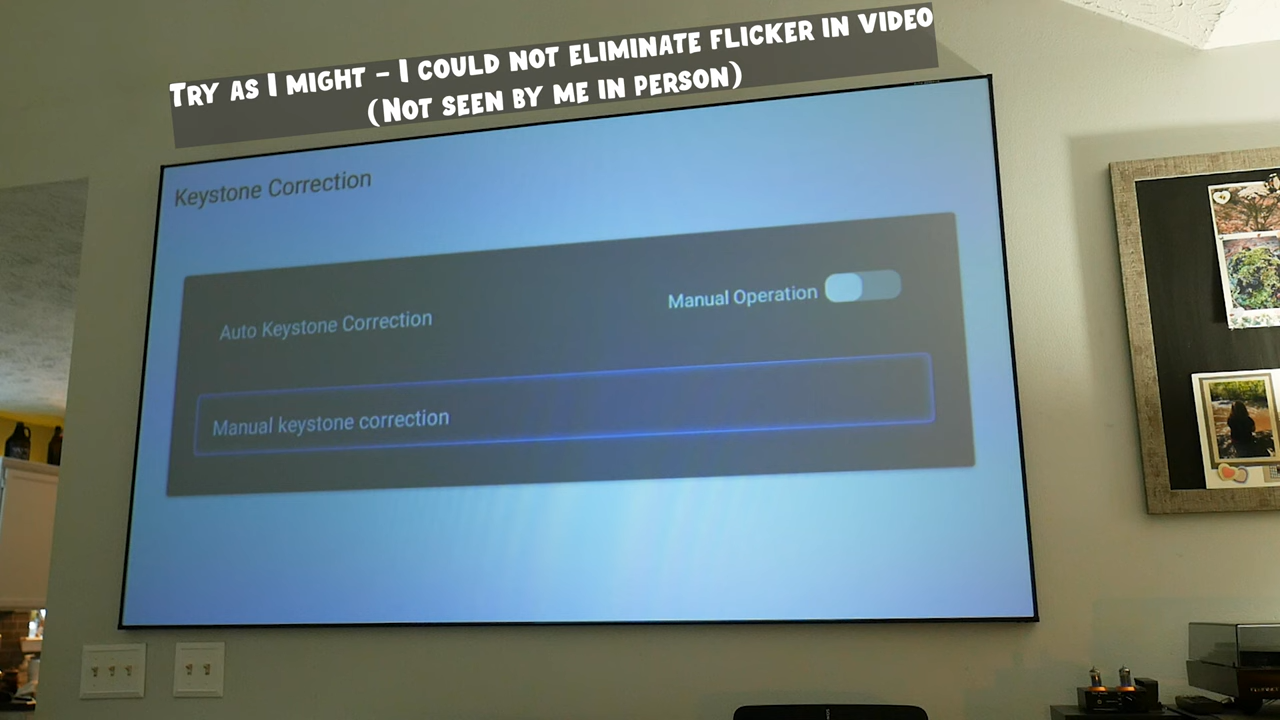 Try as I might - I could not eliminate flicker in video
(Not seen by me in person)
Keystone Correction
Manual Operation
Auto Keystone Correction
Manual keystone correction